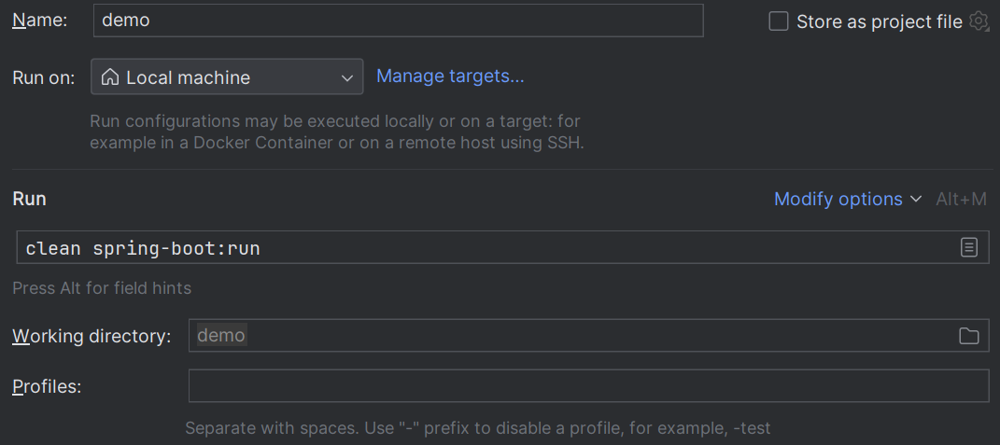 Name: demo Store as project file
Run on: Local machine Manage targets...
Run configurations may be executed locally or on a target: for
example in a Docker Container or on a remote host using SSH.
Run Modify options Alt+M
clean spring-boot:run
Press Alt for field hints
Working directory: demo
Profiles:
Separate with spaces. Use "-" prefix to disable a profile, for example, -test